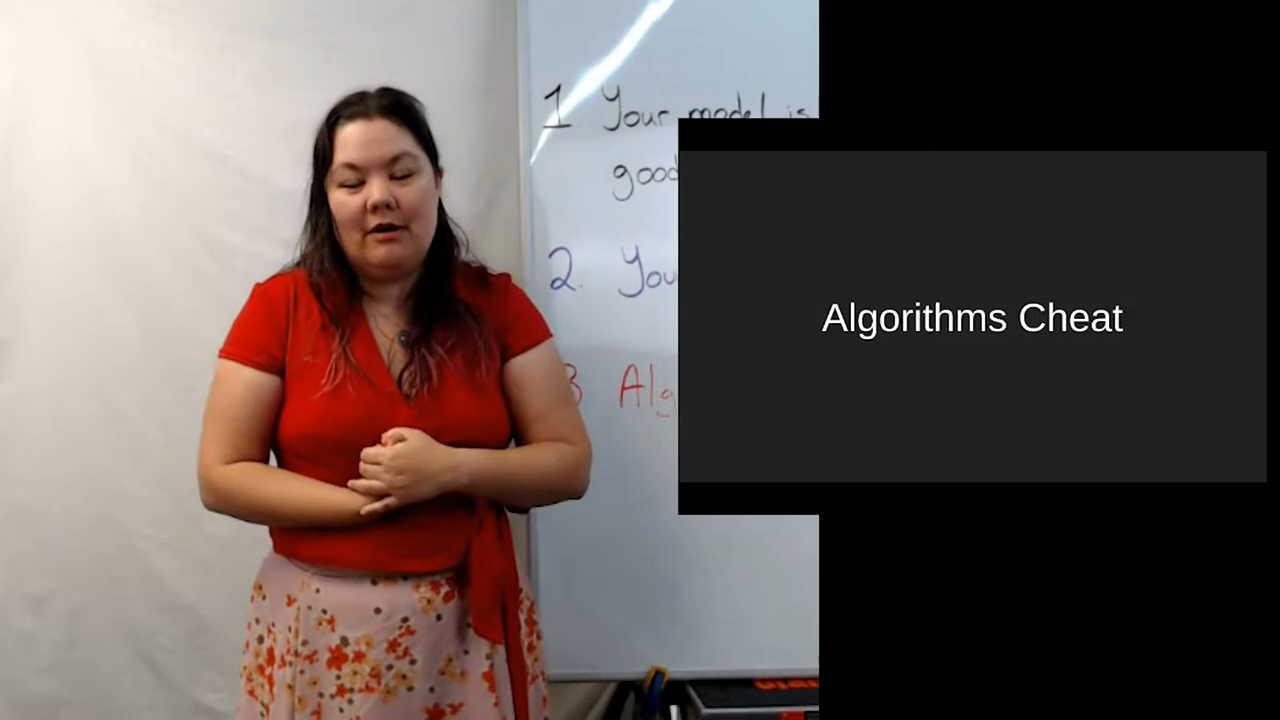 1. Your model is
good
2. You
3 Alg
Algorithms Cheat